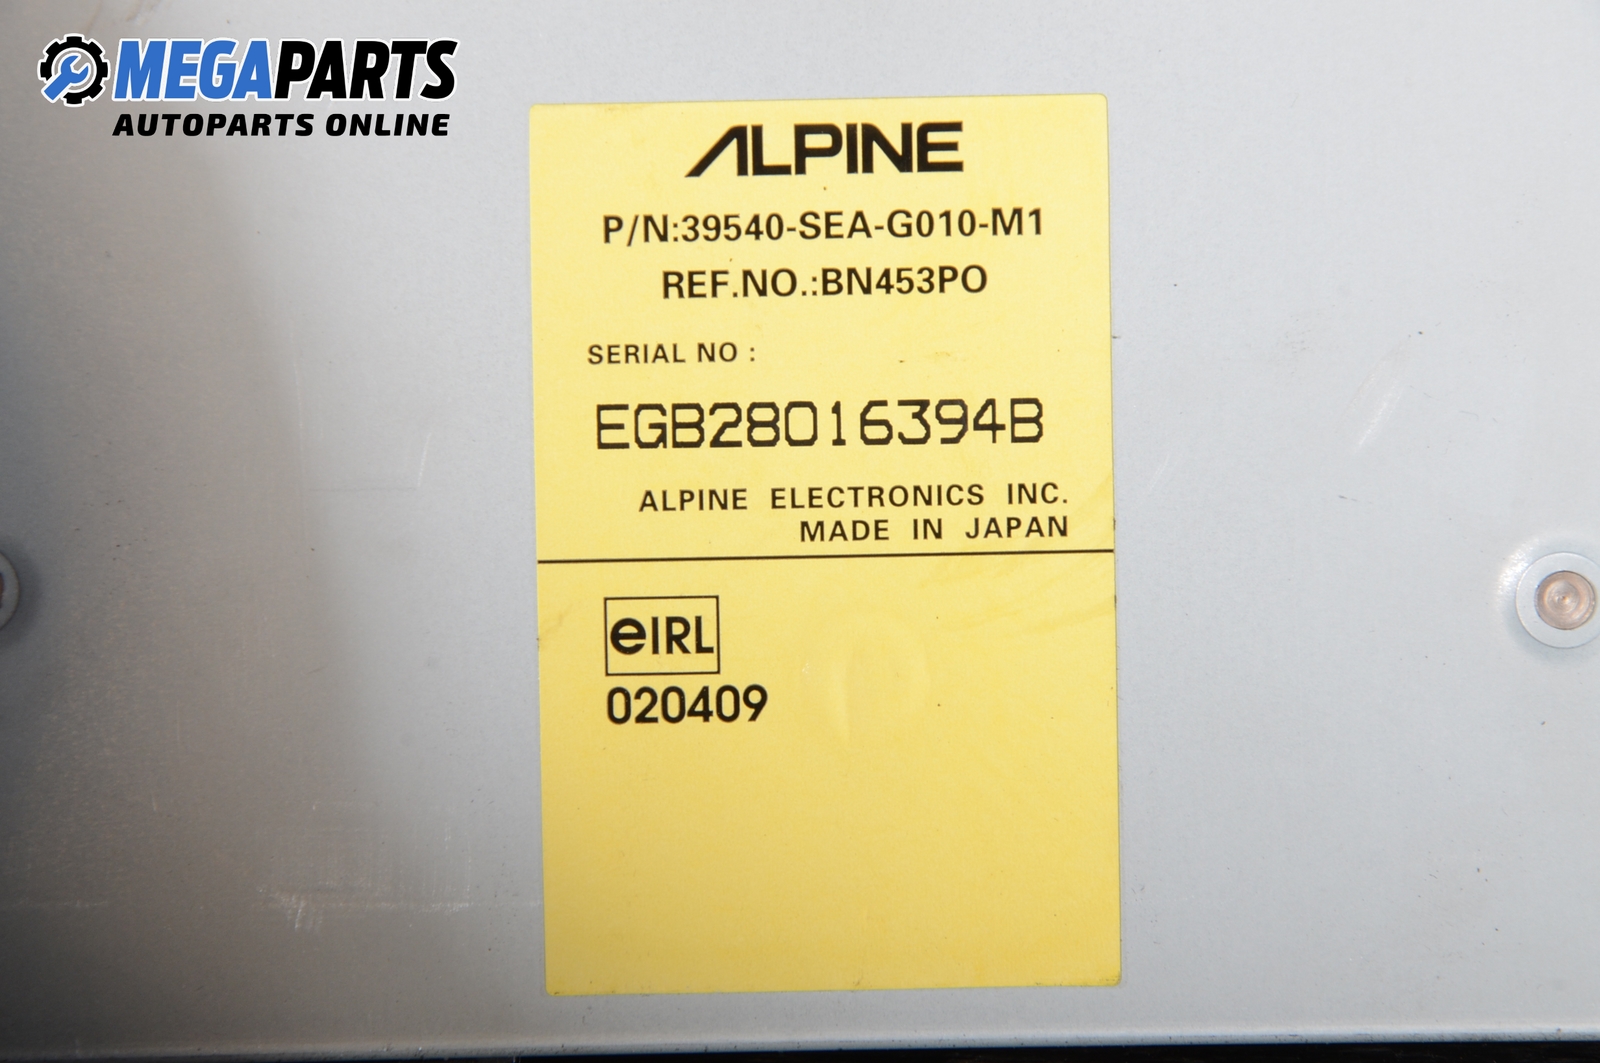 MEGAPARTS
AUTOPARTS ONLINE
ALPINE
P/N:39540-SEA-G010-M1
REF.NO.:BN453PO
SERIAL NO :
EGB28016394B
ALPINE ELECTRONICS INC.
MADE IN JAPAN
eIRL
020409